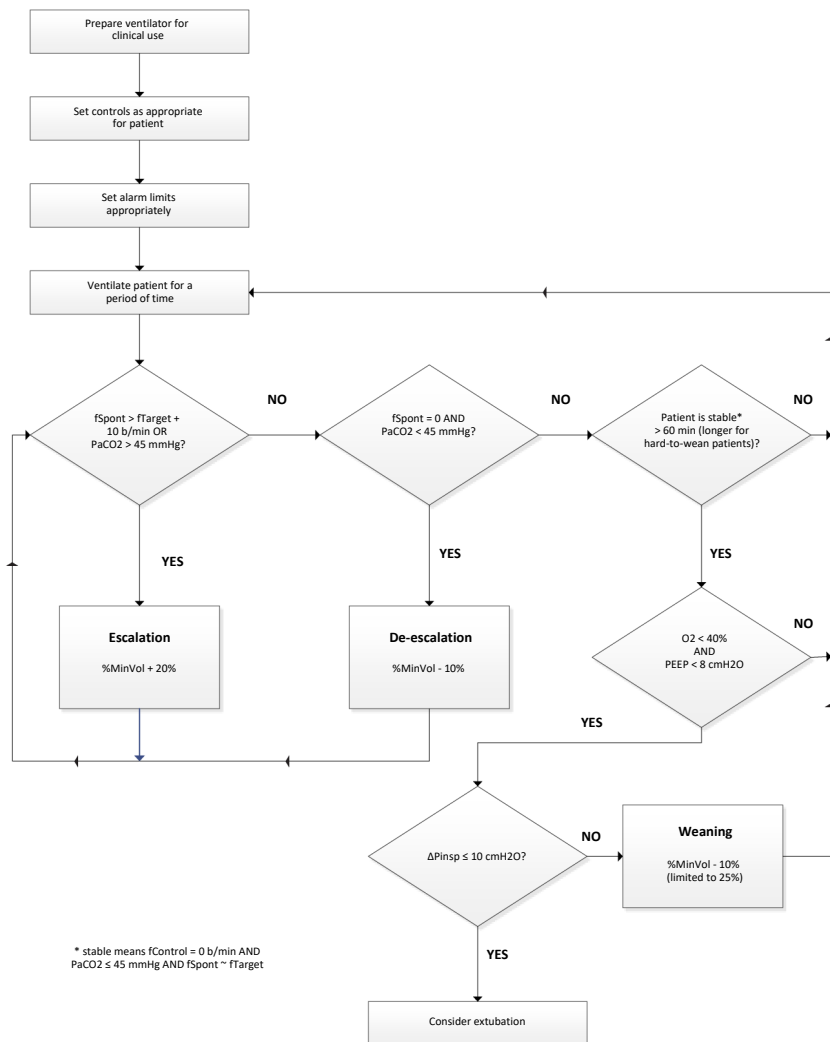 Prepare ventilator for
clinical use
Set controls as appropriate
for patient
Set alarm limits
appropriately
Ventilate patient for a
period of time
fSpont > fTarget +
10 b/min OR
PaCO2 > 45 mmHg?
NO
fSpont = 0 AND
PaCO2 < 45 mmHg?
NO
Patient is stable*
> 60 min (longer for
hard-to-wean patients)?
NO
YES
YES
YES
Escalation
%MinVol + 20%
De-escalation
%MinVol - 10%
O2 < 40%
AND
PEEP < 8 cmH2O
NO
YES
ΔPinsp ≤ 10 cmH2O?
NO
Weaning
%MinVol - 10%
(limited to 25%)
* stable means fControl = 0 b/min AND
PaCO2 ≤ 45 mmHg AND fSpont ~ fTarget
YES
Consider extubation